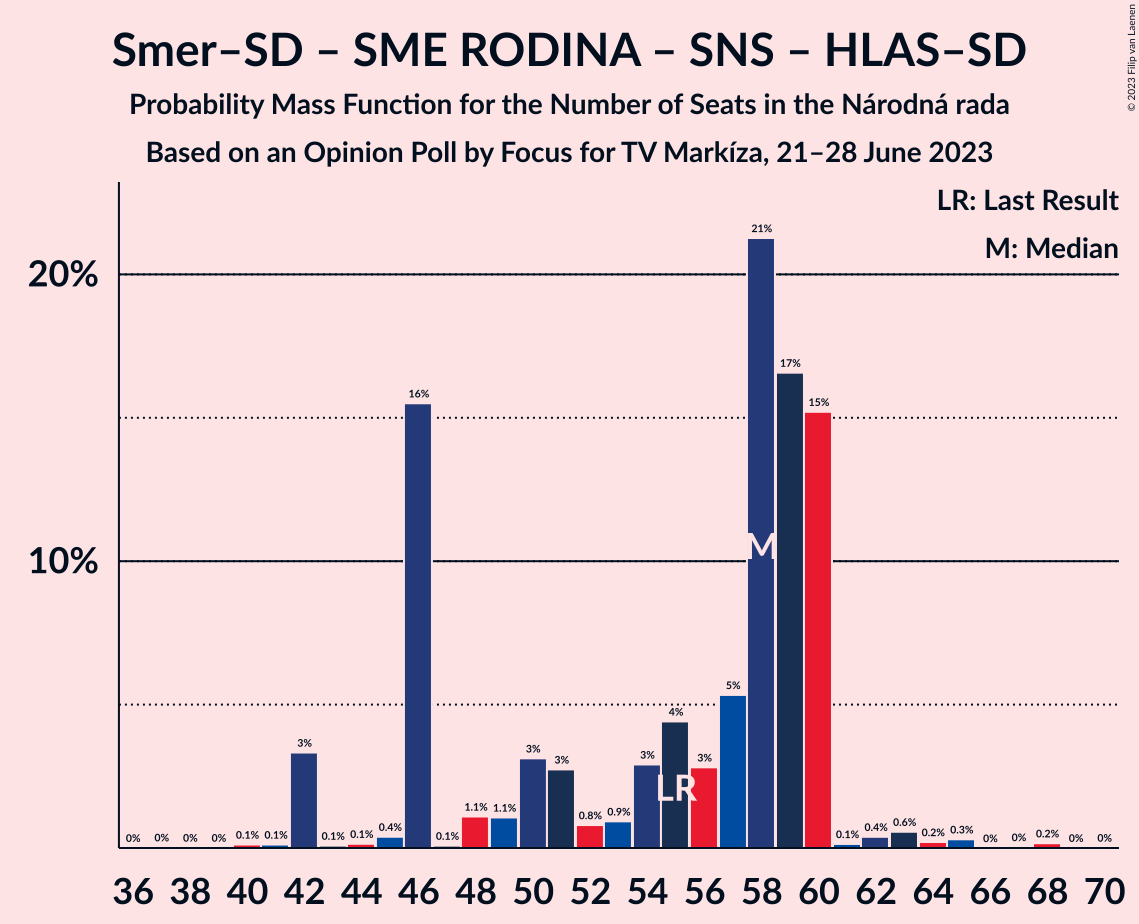 Smer–SD – SME RODINA – SNS – HLAS–SD
Probability Mass Function for the Number of Seats in the Národná rada
Based on an Opinion Poll by Focus for TV Markíza, 21–28 June 2023
© 2023 Filip van Laenen
LR: Last Result
M: Median
20%
10%
0% 0% 0% 0% 0.1% 0.1% 3% 0.1% 0.1% 0.4% 16% 0.1% 1.1% 1.1% 3% 3% 0.8% 0.9% 3% 4% 3% 5% 21% 17% 15% 0.1% 0.4% 0.6% 0.2% 0.3% 0% 0% 0.2% 0% 0%
M
LR
36 38 40 42 44 46 48 50 52 54 56 58 60 62 64 66 68 70